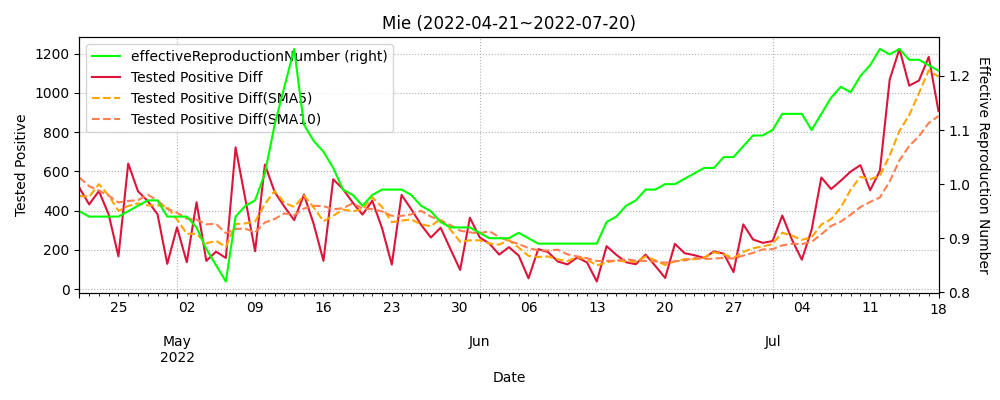 Mie (2022-04-21~2022-07-20)
effectiveReproductionNumber (right)
Tested Positive Diff
Tested Positive Diff(SMA5)
Tested Positive Diff(SMA10)
1200
1000
800
600
400
200
0
Tested Positive
1.2
1.1
1.0
0.9
0.8
Effective Reproduction Number
25 02 09 16 23 30 06 13 20 27 04 11 18
May Jun Jul
2022
Date